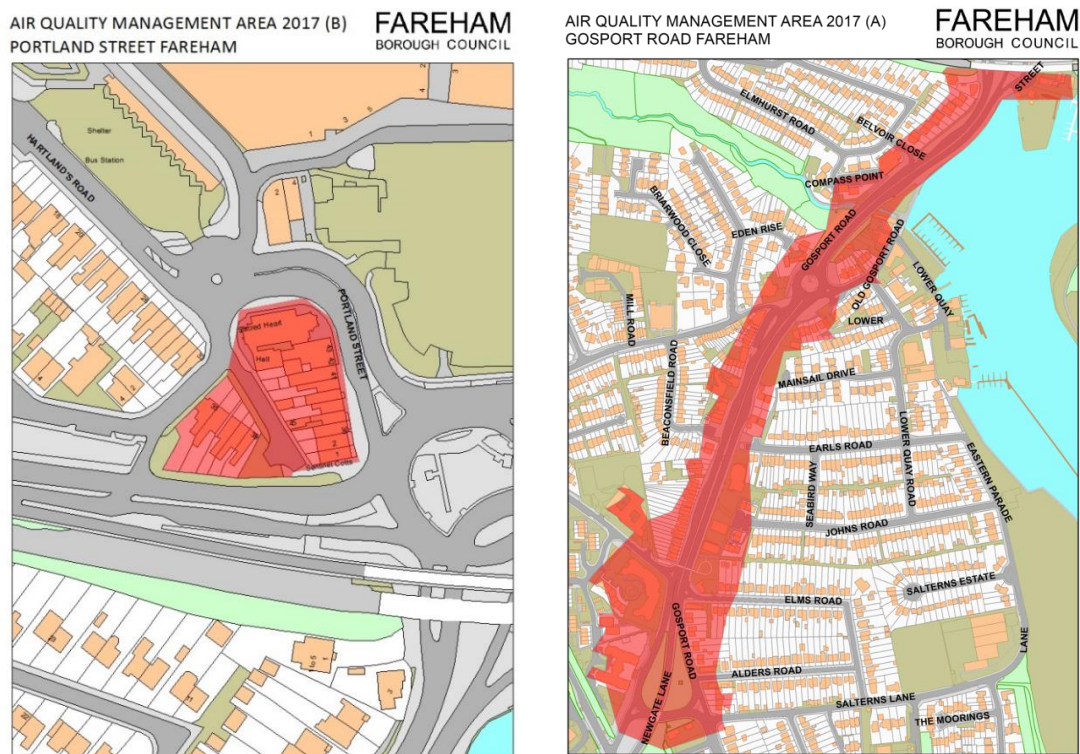 AIR QUALITY MANAGEMENT AREA 2017 (B)
PORTLAND STREET FAREHAM
FAREHAM
BOROUGH COUNCIL
Shelter
Bus Station
HARTLAND'S ROAD
PORTLAND STREET
Hall
AIR QUALITY MANAGEMENT AREA 2017 (A)
GOSPORT ROAD FAREHAM
FAREHAM
BOROUGH COUNCIL
STREET
ELMHURST ROAD
BELVOIR CLOSE
COMPASS POINT
BRIARWOOD CLOSE
EDEN RISE
GOSPORT ROAD
OLD GOSPORT ROAD
LOWER QUAY
MILL ROAD
LOWER
BEACONSFIELD ROAD
MAINSAIL DRIVE
EARLS ROAD
LOWER QUAY ROAD
EASTERN PARADE
SEABIRD WAY
JOHNS ROAD
SALTERNS ESTATE
ELMS ROAD
GOSPORT ROAD
LANE
ALDERS ROAD
NEWGATE LANE
SALTERNS LANE
THE MOORINGS